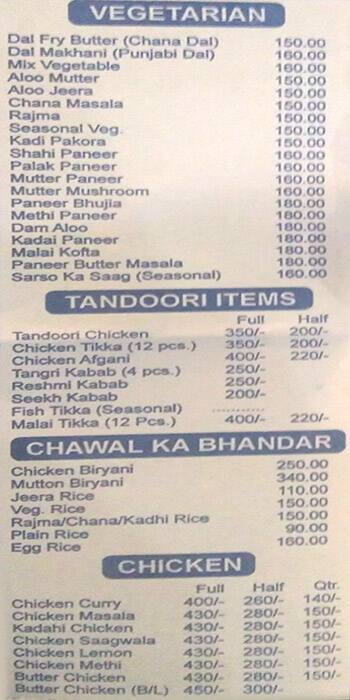 VEGETARIAN
Dal Fry Butter (Chana Dal) 150.00
Dal Makhani (Punjabi Dal) 160.00
Mix Vegetable 160.00
Aloo Mutter 150.00
Aloo Jeera 150.00
Chana Masala 150.00
Rajma 150.00
Seasonal Veg. 150.00
Kadi Pakora 150.00
Shahi Paneer 160.00
Palak Paneer 160.00
Mutter Paneer 160.00
Mutter Mushroom 160.00
Paneer Bhujia 180.00
Methi Paneer 180.00
Dam Aloo 180.00
Kadai Paneer 180.00
Malai Kofta 180.00
Paneer Butter Masala 180.00
Sarso Ka Saag (Seasonal) 160.00
TANDOORI ITEMS
Full Half
Tandoori Chicken 350/- 200/-
Chicken Tikka (12 pcs.) 350/- 200/-
Chicken Afgani 400/- 220/-
Tangri Kabab (4 pcs.) 250/-
Reshmi Kabab 250/-
Seekh Kabab 200/-
Fish Tikka (Seasonal) ...........
Malai Tikka (12 Pcs.) 400/- 220/-
CHAWAL KA BHANDAR
Chicken Biryani 250.00
Mutton Biryani 340.00
Jeera Rice 110.00
Veg. Rice 150.00
Rajma/Chana/Kadhi Rice 150.00
Plain Rice 90.00
Egg Rice 160.00
CHICKEN
Full Half Qtr.
Chicken Curry 400/- 260/- 140/-
Chicken Masala 430/- 280/- 150/-
Kadahi Chicken 430/- 280/- 150/-
Chicken Saagwala 430/- 280/- 150/-
Chicken Lemon 430/- 280/- 150/-
Chicken Methi 430/- 280/- 150/-
Butter Chicken 430/- 280/- 150/-
Butter Chicken (B/L) 450/- 300/-